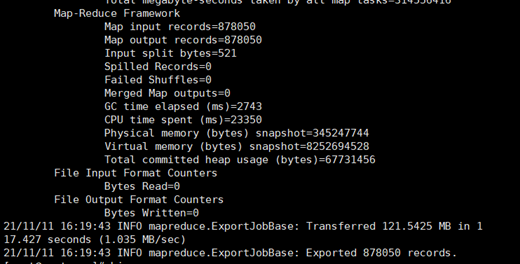 Total megabyte-seconds taken by all map tasks=314556416
Map-Reduce Framework
Map input records=878050
Map output records=878050
Input split bytes=521
Spilled Records=0
Failed Shuffles=0
Merged Map outputs=0
GC time elapsed (ms)=2743
CPU time spent (ms)=23350
Physical memory (bytes) snapshot=345247744
Virtual memory (bytes) snapshot=8252694528
Total committed heap usage (bytes)=67731456
File Input Format Counters
Bytes Read=0
File Output Format Counters
Bytes Written=0
21/11/11 16:19:43 INFO mapreduce.ExportJobBase: Transferred 121.5425 MB in 1
17.427 seconds (1.035 MB/sec)
21/11/11 16:19:43 INFO mapreduce.ExportJobBase: Exported 878050 records.